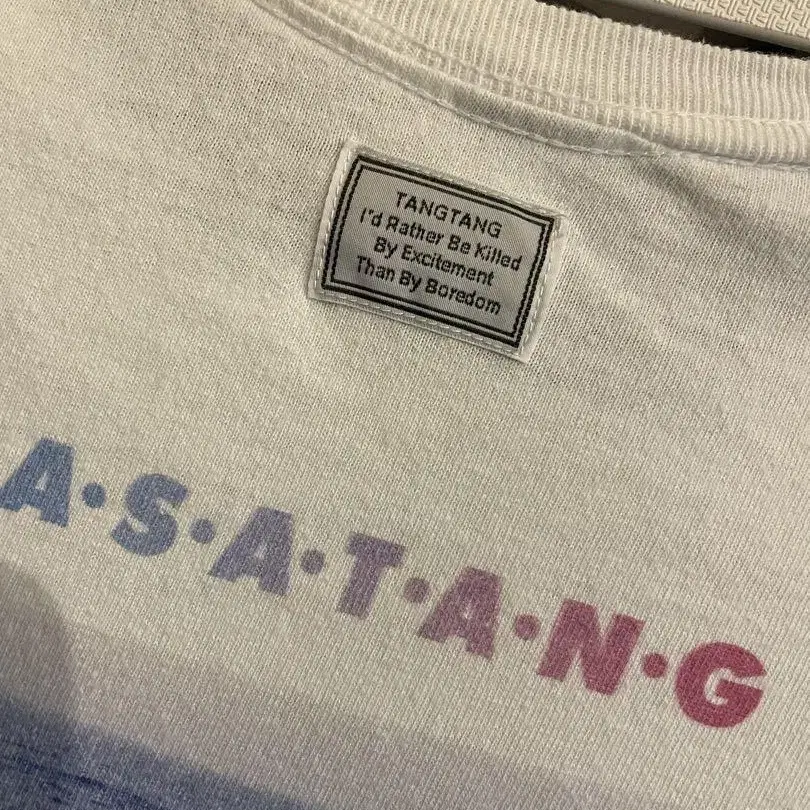 TANGTANG
I'd Rather Be Killed
By Excitement
Than By Boredom
A·S·A·T·A·N·G